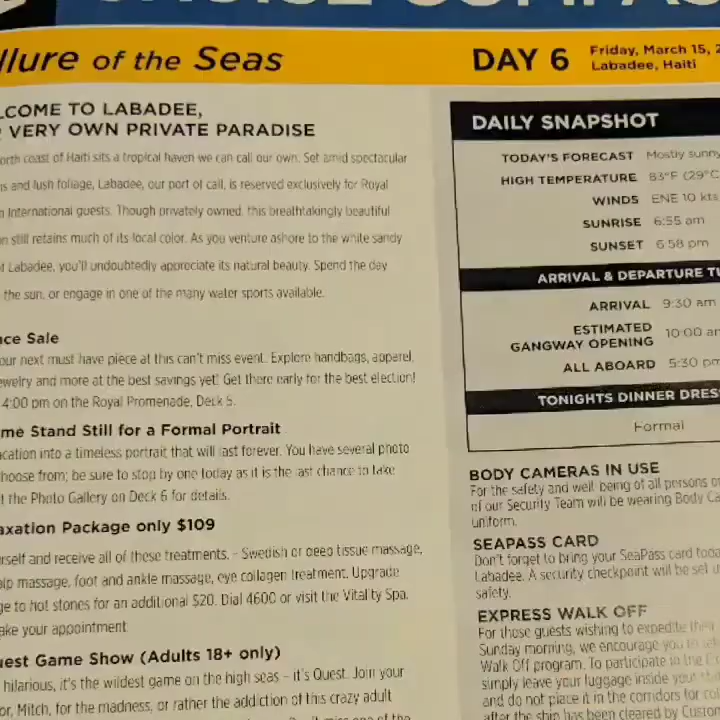 llure of the Seas
DAY 6
Friday, March 15, 2
Labadee, Haiti
LCOME TO LABADEE,
VERY OWN PRIVATE PARADISE
orth coast of Haiti sits a tropical haven we can call our own. Set amid spectacular
s and lush foliage, Labadee, our port of call, is reserved exclusively for Royal
n International guests. Though privately owned, this breathtakingly beautiful
n still retains much of its local color. As you venture ashore to the white sandy
f Labadee, you'll undoubtedly appreciate its natural beauty. Spend the day
the sun, or engage in one of the many water sports available.
nce Sale
our next must have piece at this can't miss event. Explore handbags, apparel,
ewelry and more at the best savings yet! Get there early for the best election!
4:00 pm on the Royal Promenade, Deck 5.
me Stand Still for a Formal Portrait
acation into a timeless portrait that will last forever. You have several photo
hoose from; be sure to stop by one today as it is the last chance to take
t the Photo Gallery on Deck 6 for details.
axation Package only $109
rself and receive all of these treatments. - Swedish or deep tissue massage,
alp massage, foot and ankle massage, eye collagen treatment. Upgrade
ge to hot stones for an additional $20. Dial 4600 or visit the Vitality Spa.
ake your appointment.
uest Game Show (Adults 18+ only)
hilarious, it's the wildest game on the high seas – it's Quest. Join your
or, Mitch, for the madness, or rather the addiction of this crazy adult
DAILY SNAPSHOT
TODAY'S FORECAST Mostly sunny
HIGH TEMPERATURE 83°F (29°C
WINDS ENE 10 kts
SUNRISE 6:55 am
SUNSET 6:58 pm
ARRIVAL & DEPARTURE TI
ARRIVAL 9:30 am
ESTIMATED
GANGWAY OPENING 10:00 am
ALL ABOARD 5:30 pm
TONIGHTS DINNER DRES
Formal
BODY CAMERAS IN USE
For the safety and well being of all persons o
of our Security Team will be wearing Body Ca
uniform.
SEAPASS CARD
Don't forget to bring your SeaPass card toda
Labadee. A security checkpoint will be set u
safety.
EXPRESS WALK OFF
For those guests wishing to expedite their
Sunday morning, we encourage you to
Walk Off program. To participate in the E
simply leave your luggage inside your
and do not place it in the corridors for col
after the ship has been cleared by Custom